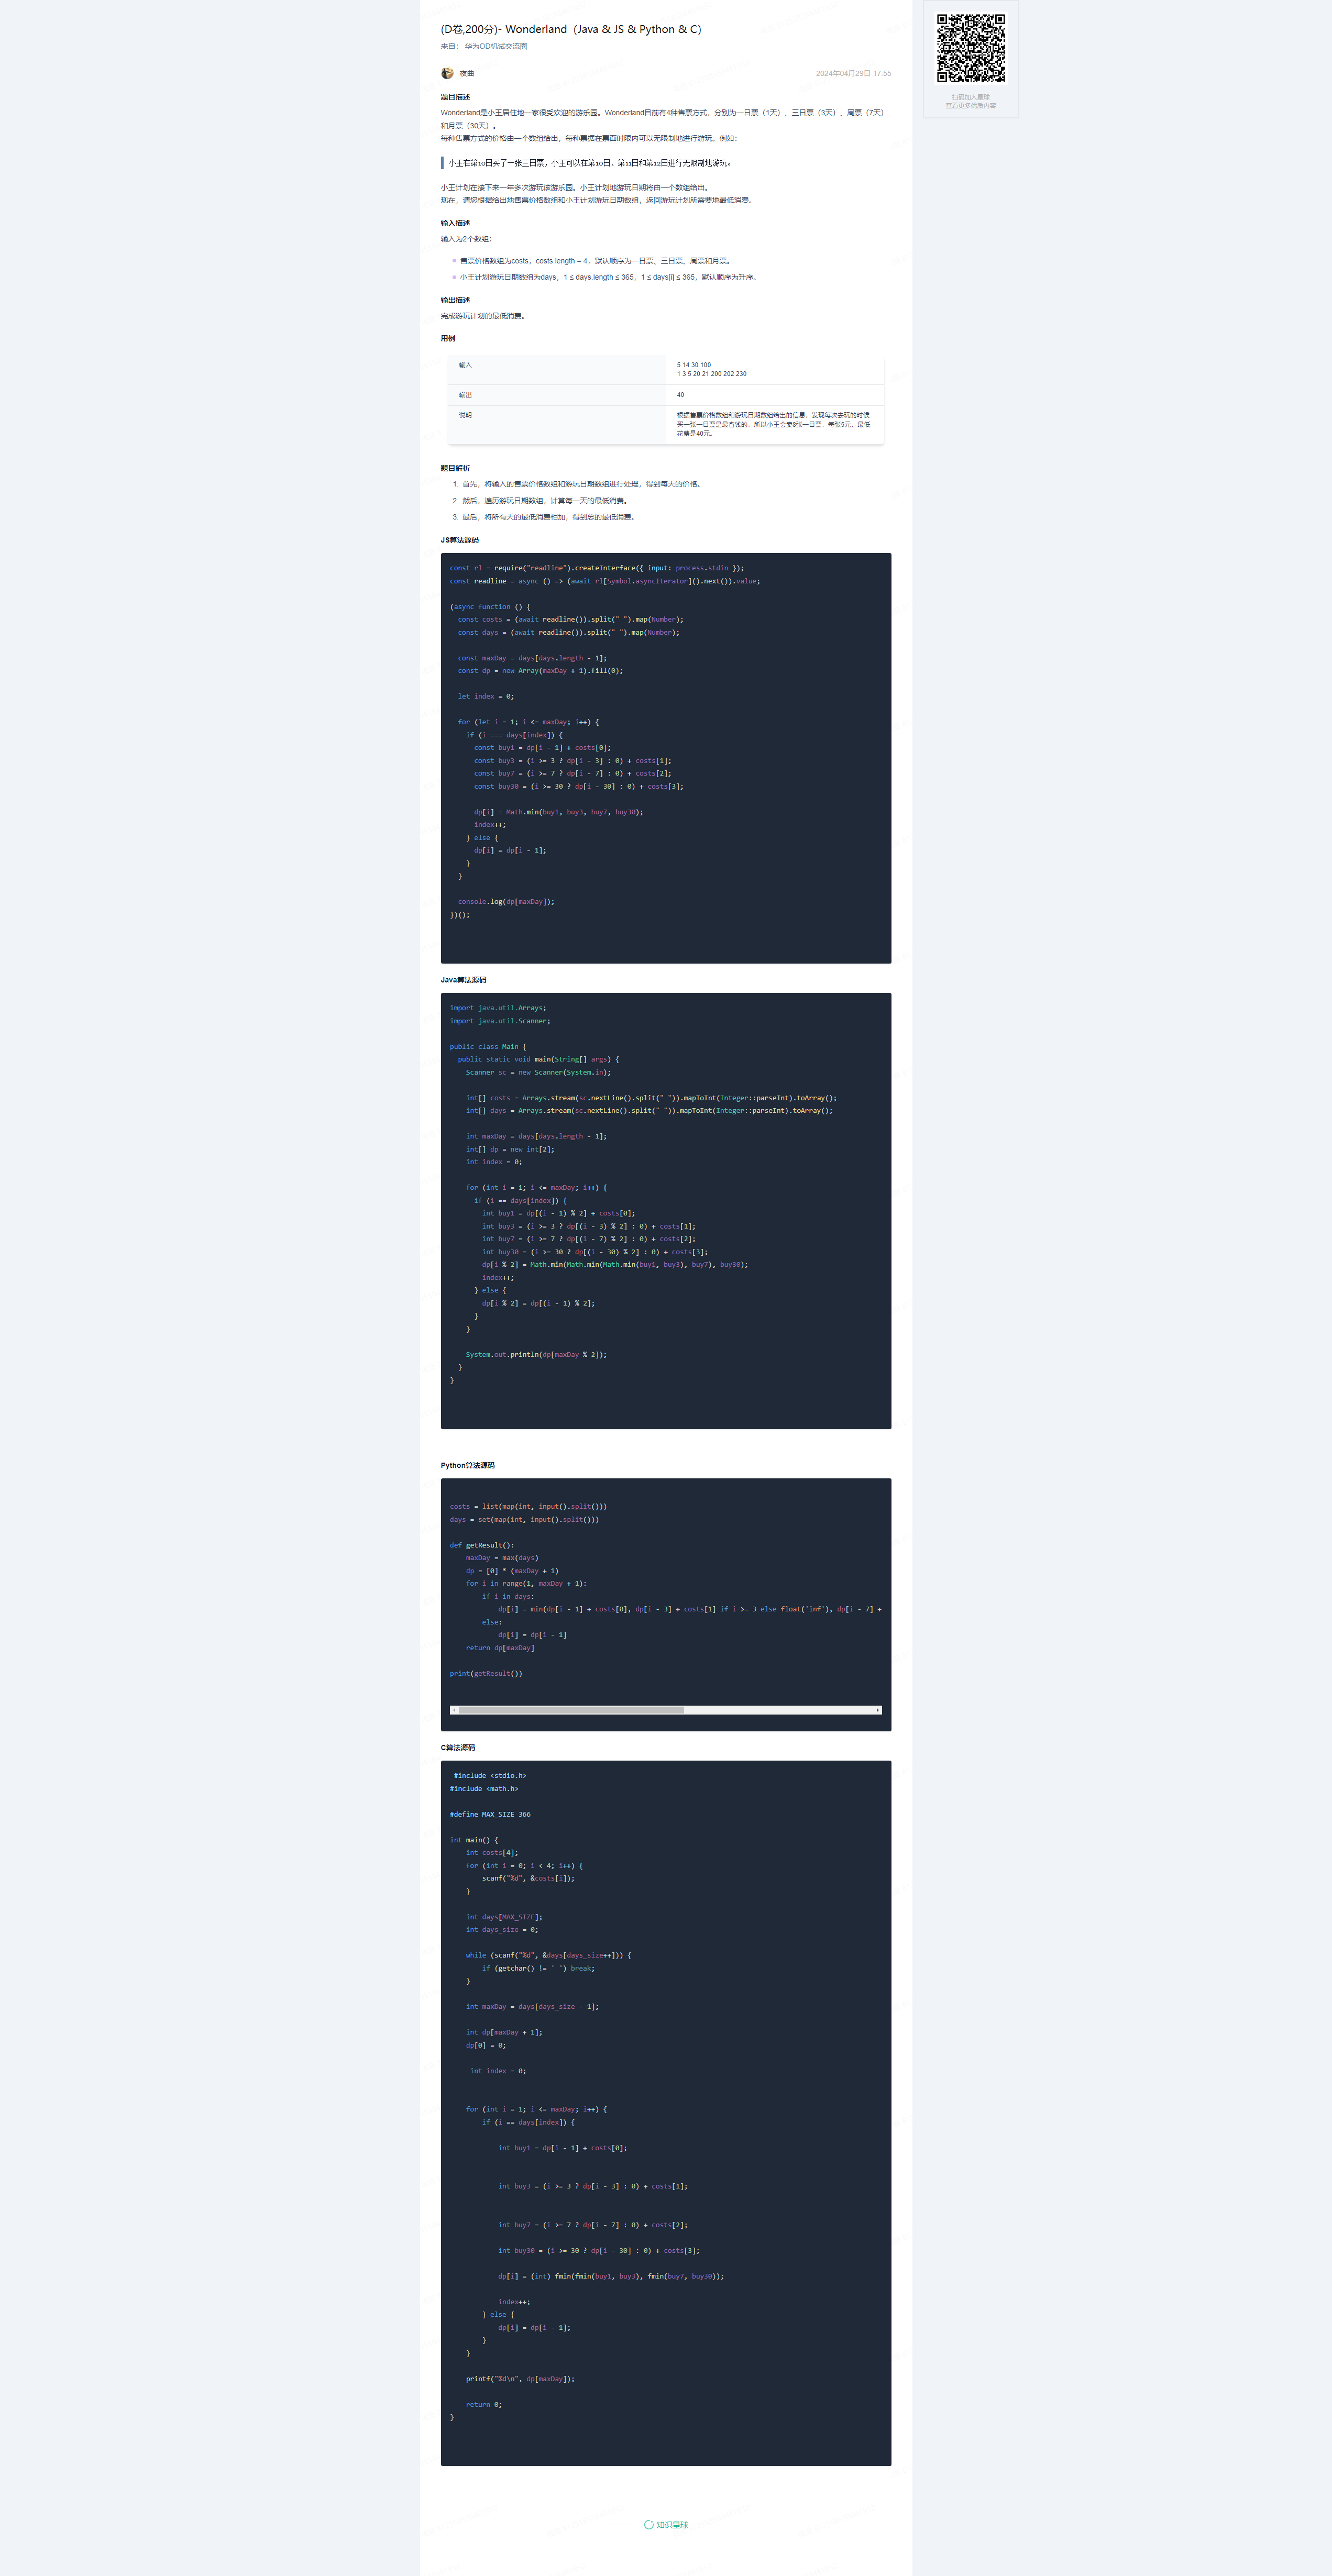 (D卷,200分)- Wonderland（Java & JS & Python & C）
来自： 华为OD机试交流圈
夜曲
2024年04月29日 17:55
扫码加入星球
查看更多优质内容
题目描述
Wonderland是小王居住地一家很受欢迎的游乐园。Wonderland目前有4种售票方式，分别为一日票（1天）、三日票（3天）、周票（7天）
和月票（30天）。
每种售票方式的价格由一个数组给出，每种票据在票面时限内可以无限制地进行游玩。例如：
小王在第10日买了一张三日票，小王可以在第10日、第11日和第12日进行无限制地游玩。
小王计划在接下来一年多次游玩该游乐园。小王计划地游玩日期将由一个数组给出。
现在，请您根据给出地售票价格数组和小王计划游玩日期数组，返回游玩计划所需要地最低消费。
输入描述
输入为2个数组：
售票价格数组为costs，costs.length = 4，默认顺序为一日票、三日票、周票和月票。
小王计划游玩日期数组为days，1 ≤ days.length ≤ 365，1 ≤ days[i] ≤ 365，默认顺序为升序。
输出描述
完成游玩计划的最低消费。
用例
输入
5 14 30 100
1 3 5 20 21 200 202 230
输出
40
说明
根据售票价格数组和游玩日期数组给出的信息，发现每次去玩的时候
买一张一日票是最省钱的，所以小王会卖8张一日票，每张5元，最低
花费是40元。
题目解析
1. 首先，将输入的售票价格数组和游玩日期数组进行处理，得到每天的价格。
2. 然后，遍历游玩日期数组，计算每一天的最低消费。
3. 最后，将所有天的最低消费相加，得到总的最低消费。
JS算法源码
const rl = require("readline").createInterface({ input: process.stdin });
const readline = async () => (await rl[Symbol.asyncIterator]().next()).value;
(async function () {
const costs = (await readline()).split(" ").map(Number);
const days = (await readline()).split(" ").map(Number);
const maxDay = days[days.length - 1];
const dp = new Array(maxDay + 1).fill(0);
let index = 0;
for (let i = 1; i <= maxDay; i++) {
if (i === days[index]) {
const buy1 = dp[i - 1] + costs[0];
const buy3 = (i >= 3 ? dp[i - 3] : 0) + costs[1];
const buy7 = (i >= 7 ? dp[i - 7] : 0) + costs[2];
const buy30 = (i >= 30 ? dp[i - 30] : 0) + costs[3];
dp[i] = Math.min(buy1, buy3, buy7, buy30);
index++;
} else {
dp[i] = dp[i - 1];
}
}
console.log(dp[maxDay]);
})();
Java算法源码
import java.util.Arrays;
import java.util.Scanner;
public class Main {
public static void main(String[] args) {
Scanner sc = new Scanner(System.in);
int[] costs = Arrays.stream(sc.nextLine().split(" ")).mapToInt(Integer::parseInt).toArray();
int[] days = Arrays.stream(sc.nextLine().split(" ")).mapToInt(Integer::parseInt).toArray();
int maxDay = days[days.length - 1];
int[] dp = new int[2];
int index = 0;
for (int i = 1; i <= maxDay; i++) {
if (i == days[index]) {
int buy1 = dp[(i - 1) % 2] + costs[0];
int buy3 = (i >= 3 ? dp[(i - 3) % 2] : 0) + costs[1];
int buy7 = (i >= 7 ? dp[(i - 7) % 2] : 0) + costs[2];
int buy30 = (i >= 30 ? dp[(i - 30) % 2] : 0) + costs[3];
dp[i % 2] = Math.min(Math.min(Math.min(buy1, buy3), buy7), buy30);
index++;
} else {
dp[i % 2] = dp[(i - 1) % 2];
}
}
System.out.println(dp[maxDay % 2]);
}
}
Python算法源码
costs = list(map(int, input().split()))
days = set(map(int, input().split()))
def getResult():
maxDay = max(days)
dp = [0] * (maxDay + 1)
for i in range(1, maxDay + 1):
if i in days:
dp[i] = min(dp[i - 1] + costs[0], dp[i - 3] + costs[1] if i >= 3 else float('inf'), dp[i - 7] +
else:
dp[i] = dp[i - 1]
return dp[maxDay]
print(getResult())
C算法源码
#include <stdio.h>
#include <math.h>
#define MAX_SIZE 366
int main() {
int costs[4];
for (int i = 0; i < 4; i++) {
scanf("%d", &costs[i]);
}
int days[MAX_SIZE];
int days_size = 0;
while (scanf("%d", &days[days_size++])) {
if (getchar() != ' ') break;
}
int maxDay = days[days_size - 1];
int dp[maxDay + 1];
dp[0] = 0;
int index = 0;
for (int i = 1; i <= maxDay; i++) {
if (i == days[index]) {
int buy1 = dp[i - 1] + costs[0];
int buy3 = (i >= 3 ? dp[i - 3] : 0) + costs[1];
int buy7 = (i >= 7 ? dp[i - 7] : 0) + costs[2];
int buy30 = (i >= 30 ? dp[i - 30] : 0) + costs[3];
dp[i] = (int) fmin(fmin(buy1, buy3), fmin(buy7, buy30));
index++;
} else {
dp[i] = dp[i - 1];
}
}
printf("%d\n", dp[maxDay]);
return 0;
}
知识星球